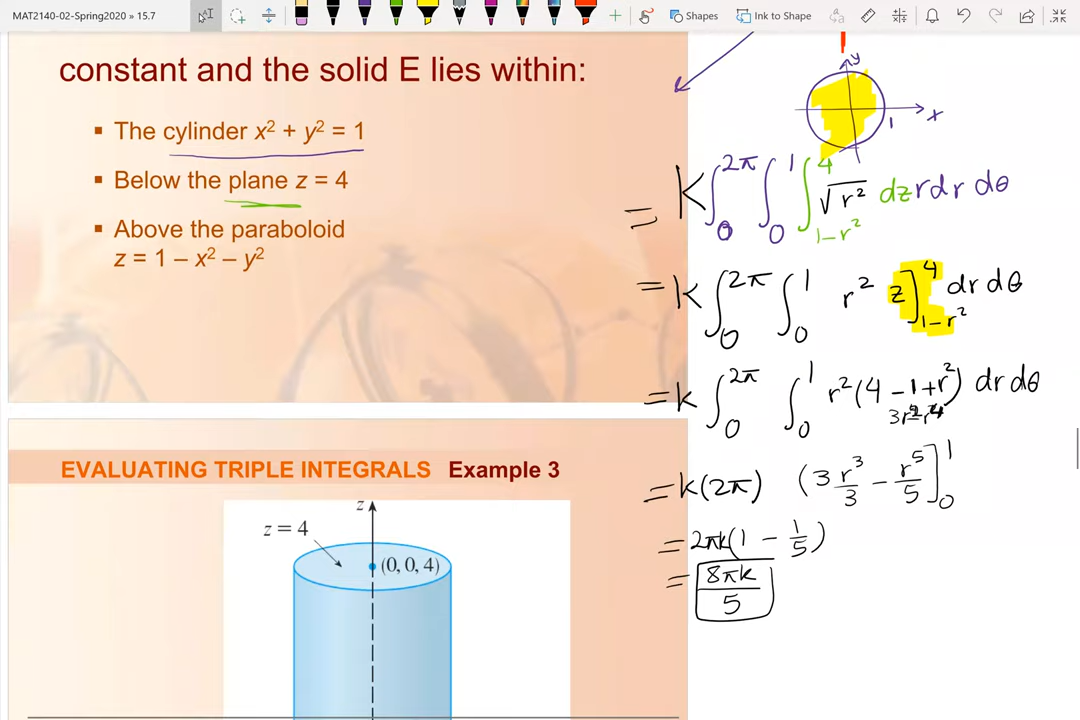 MAT2140-02-Spring2020 » 15.7
Shapes
Ink to Shape
constant and the solid E lies within:
▪ The cylinder x² + y² = 1
▪ Below the plane z = 4
▪ Above the paraboloid
z = 1 – x² – y²
y
x
1
= K∫₀^2π ∫₀^1 ∫_{1-r²}^4 √r² dz r dr dθ
= k∫₀^2π ∫₀^1 r² z]_{1-r²}^4 dr dθ
= k∫₀^2π ∫₀^1 r²(4 - 1 + r²) dr dθ
= k(2π) (3 r³/3 - r⁵/5]₀^1
= 2πk(1 - 1/5)
= 8πk/5
EVALUATING TRIPLE INTEGRALS Example 3
z
z = 4
(0, 0, 4)